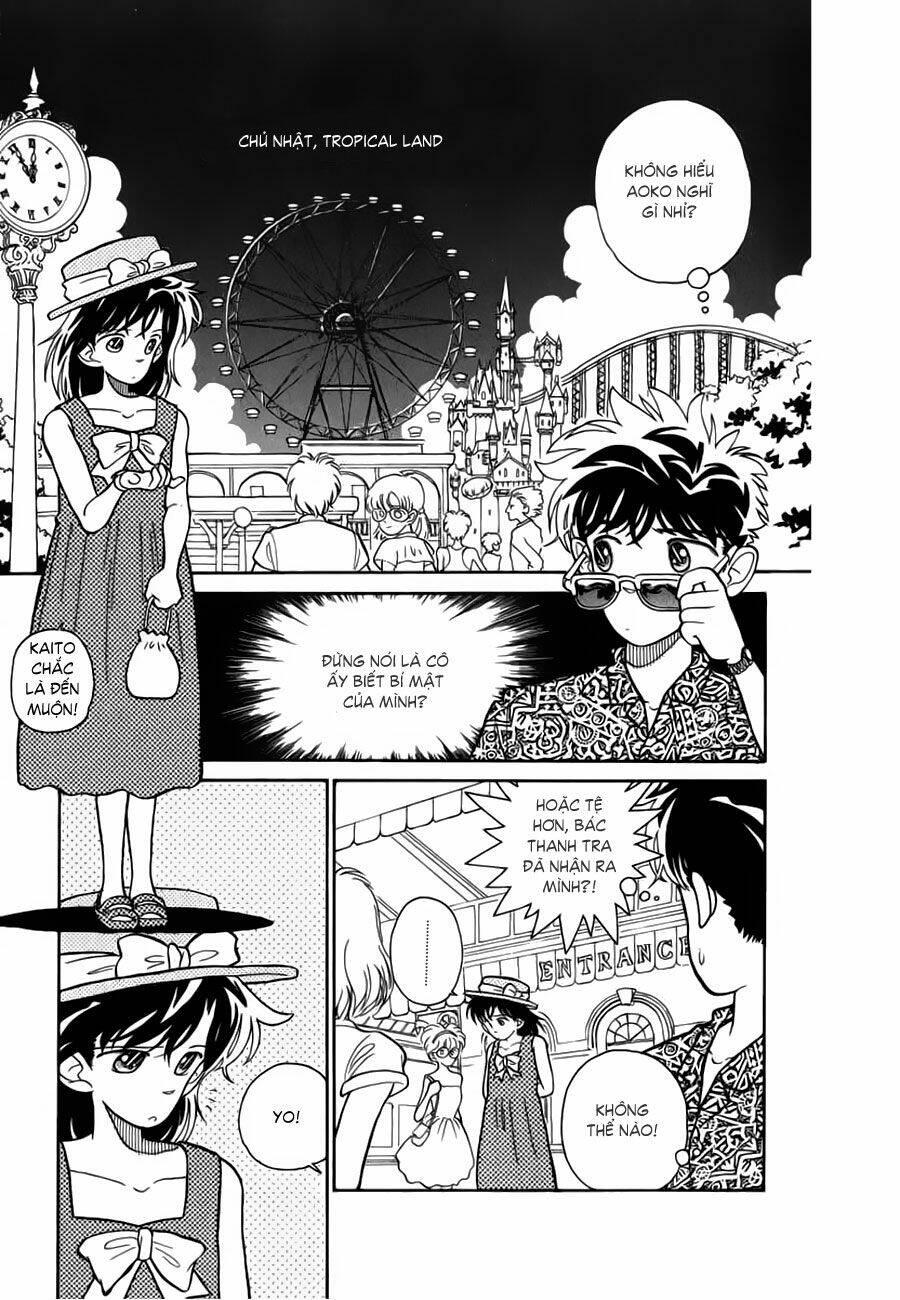 CHỦ NHẬT, TROPICAL LAND
KHÔNG HIỂU
AOKO NGHĨ
GÌ NHỈ?
KAITO
CHẮC
LÀ ĐẾN
MUỘN!
ĐỪNG NÓI LÀ CÔ
ẤY BIẾT BÍ MẬT
CỦA MÌNH?
HOẶC TỆ
HƠN, BÁC
THANH TRA
ĐÃ NHẬN RA
MÌNH?!
..........
ENTRANCE
KHÔNG
THỂ NÀO!
YO!